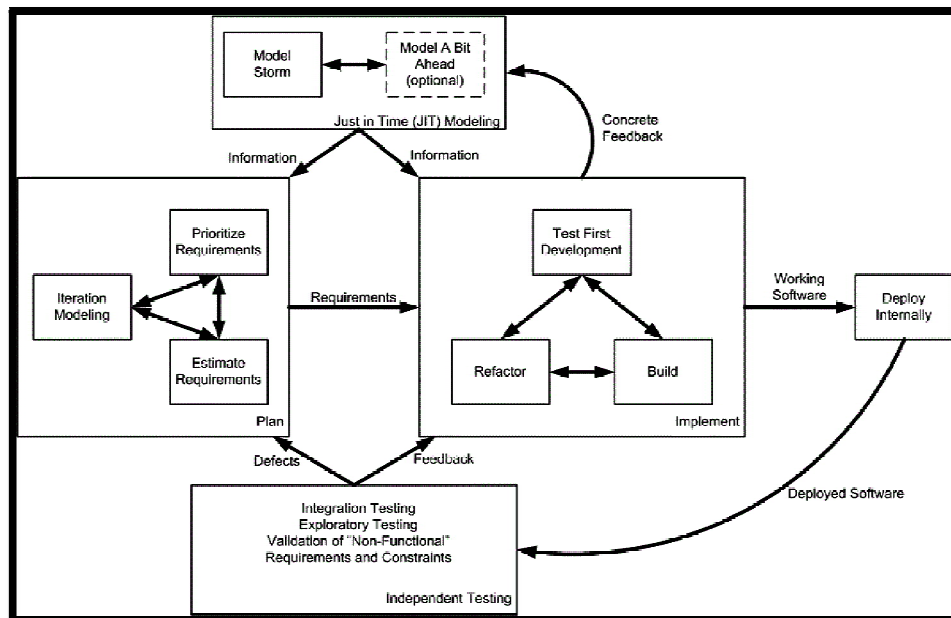 Model
Storm
Model A Bit
Ahead
(optional)
Just in Time (JIT) Modeling
Concrete
Feedback
Information
Information
Prioritize
Requirements
Iteration
Modeling
Estimate
Requirements
Plan
Requirements
Test First
Development
Refactor
Build
Implement
Working
Software
Deploy
Internally
Defects
Feedback
Deployed Software
Integration Testing
Exploratory Testing
Validation of “Non-Functional”
Requirements and Constraints
Independent Testing